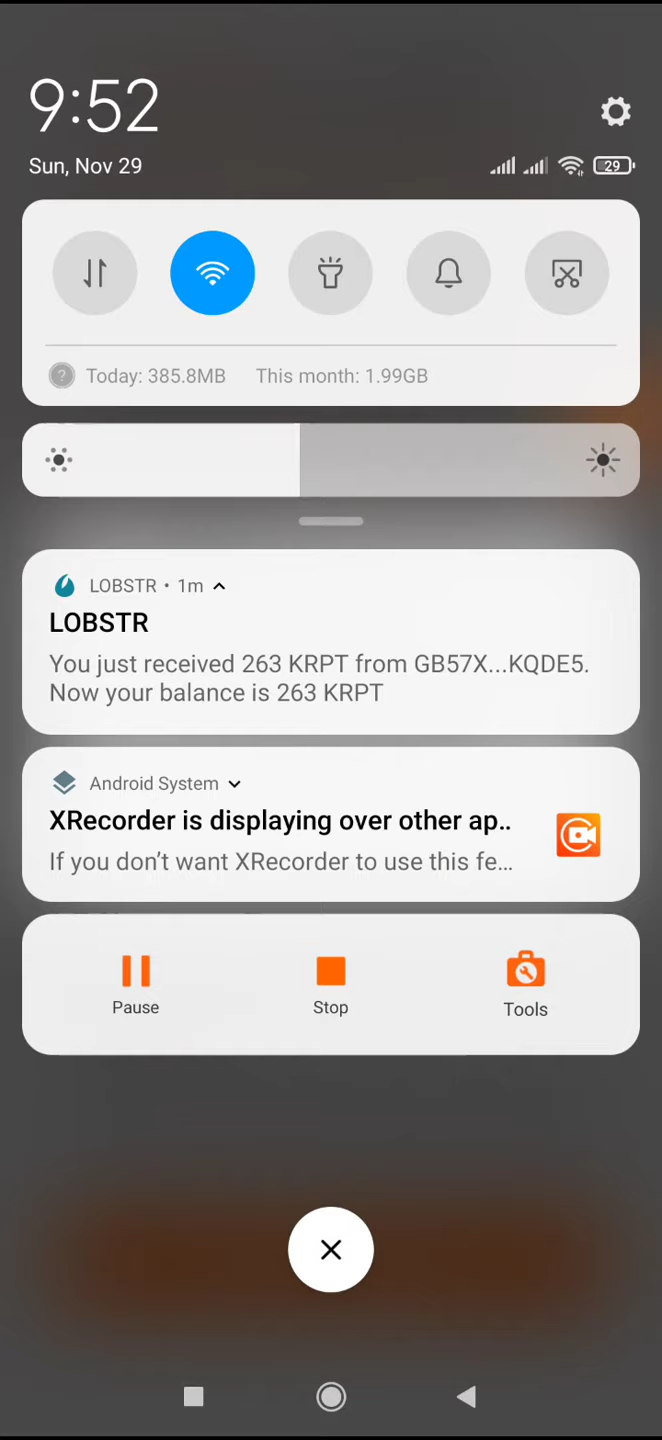 9:52
Sun, Nov 29
29
Today: 385.8MB This month: 1.99GB
LOBSTR • 1m
LOBSTR
You just received 263 KRPT from GB57X...KQDE5.
Now your balance is 263 KRPT
Android System
XRecorder is displaying over other ap..
If you don't want XRecorder to use this fe...
Pause Stop Tools